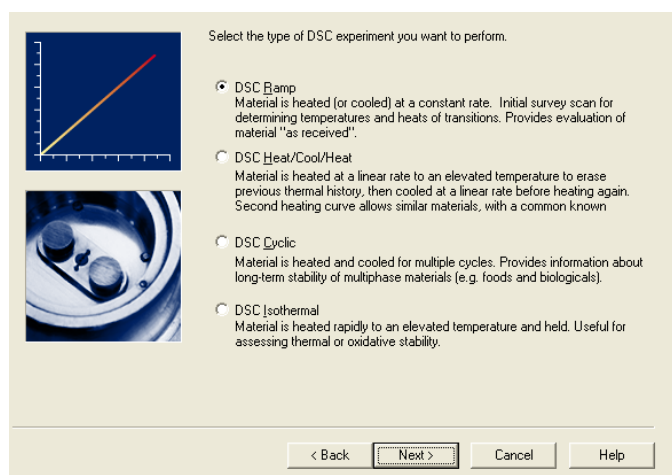 Select the type of DSC experiment you want to perform.
DSC Ramp
Material is heated (or cooled) at a constant rate. Initial survey scan for
determining temperatures and heats of transitions. Provides evaluation of
material "as received".
DSC Heat/Cool/Heat
Material is heated at a linear rate to an elevated temperature to erase
previous thermal history, then cooled at a linear rate before heating again.
Second heating curve allows similar materials, with a common known
DSC Cyclic
Material is heated and cooled for multiple cycles. Provides information about
long-term stability of multiphase materials (e.g. foods and biologicals).
DSC Isothermal
Material is heated rapidly to an elevated temperature and held. Useful for
assessing thermal or oxidative stability.
< Back
Next >
Cancel
Help